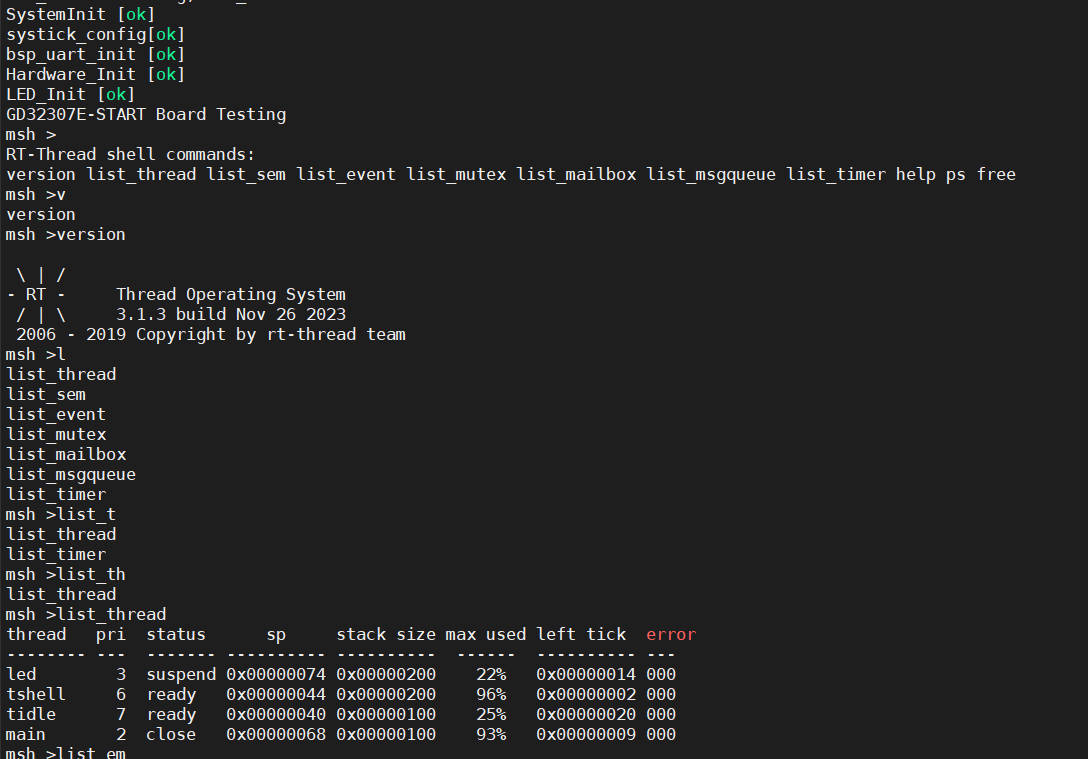 SystemInit [ok]
systick_config[ok]
bsp_uart_init [ok]
Hardware_Init [ok]
LED_Init [ok]
GD32307E-START Board Testing
msh >
RT-Thread shell commands:
version list_thread list_sem list_event list_mutex list_mailbox list_msgqueue list_timer help ps free
msh >v
version
msh >version
 \ | /
- RT -     Thread Operating System
 / | \     3.1.3 build Nov 26 2023
 2006 - 2019 Copyright by rt-thread team
msh >l
list_thread
list_sem
list_event
list_mutex
list_mailbox
list_msgqueue
list_timer
msh >list_t
list_thread
list_timer
msh >list_th
list_thread
msh >list_thread
thread   pri  status      sp     stack size max used left tick  error
-------- ---  ------- ---------- ----------  ------  ---------- ---
led        3  suspend 0x00000074 0x00000200    22%   0x00000014 000
tshell     6  ready   0x00000044 0x00000200    96%   0x00000002 000
tidle      7  ready   0x00000040 0x00000100    25%   0x00000020 000
main       2  close   0x00000068 0x00000100    93%   0x00000009 000
msh >list_em